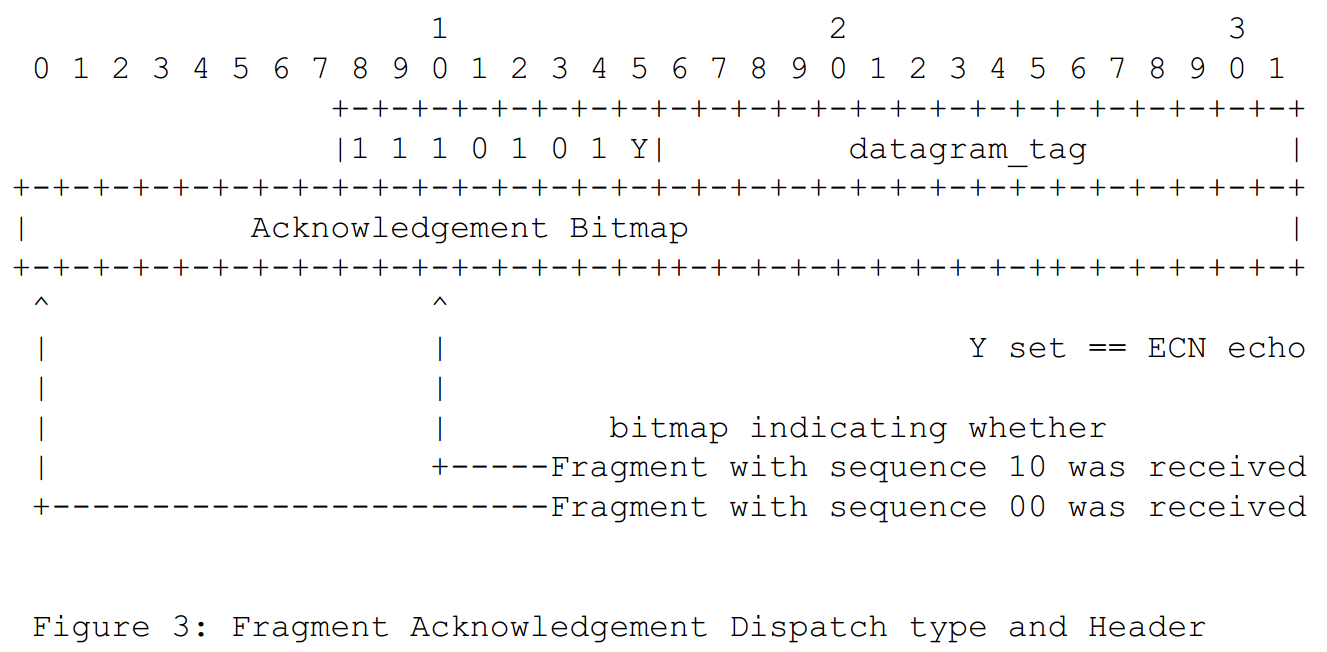 1                   2                   3
 0 1 2 3 4 5 6 7 8 9 0 1 2 3 4 5 6 7 8 9 0 1 2 3 4 5 6 7 8 9 0 1
                +-+-+-+-+-+-+-+-+-+-+-+-+-+-+-+-+-+-+-+-+-+-+-+-+
                |1 1 1 0 1 0 1 Y|         datagram_tag          |
+-+-+-+-+-+-+-+-+-+-+-+-+-+-+-+-+-+-+-+-+-+-+-+-+-+-+-+-+-+-+-+-+
|           Acknowledgement Bitmap                              |
+-+-+-+-+-+-+-+-+-+-+-+-+-+-+-+-++-+-+-+-+-+-+-+-+-++-+-+-+-+-+-+
 ^                   ^
 |                   |                          Y set == ECN echo
 |                   |
 |                   |        bitmap indicating whether
 |                   +-----Fragment with sequence 10 was received
 +-------------------------Fragment with sequence 00 was received
Figure 3: Fragment Acknowledgement Dispatch type and Header